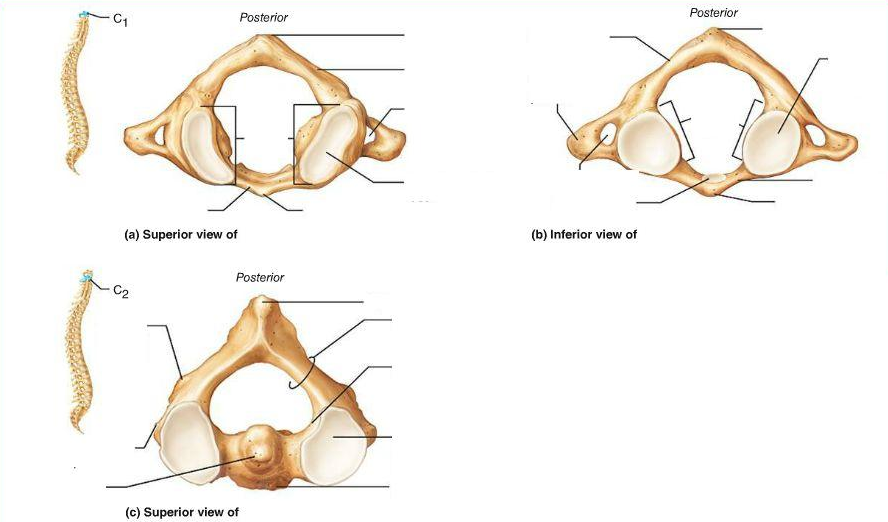 C1
Posterior
Posterior
(a) Superior view of
(b) Inferior view of
C2
Posterior
(c) Superior view of